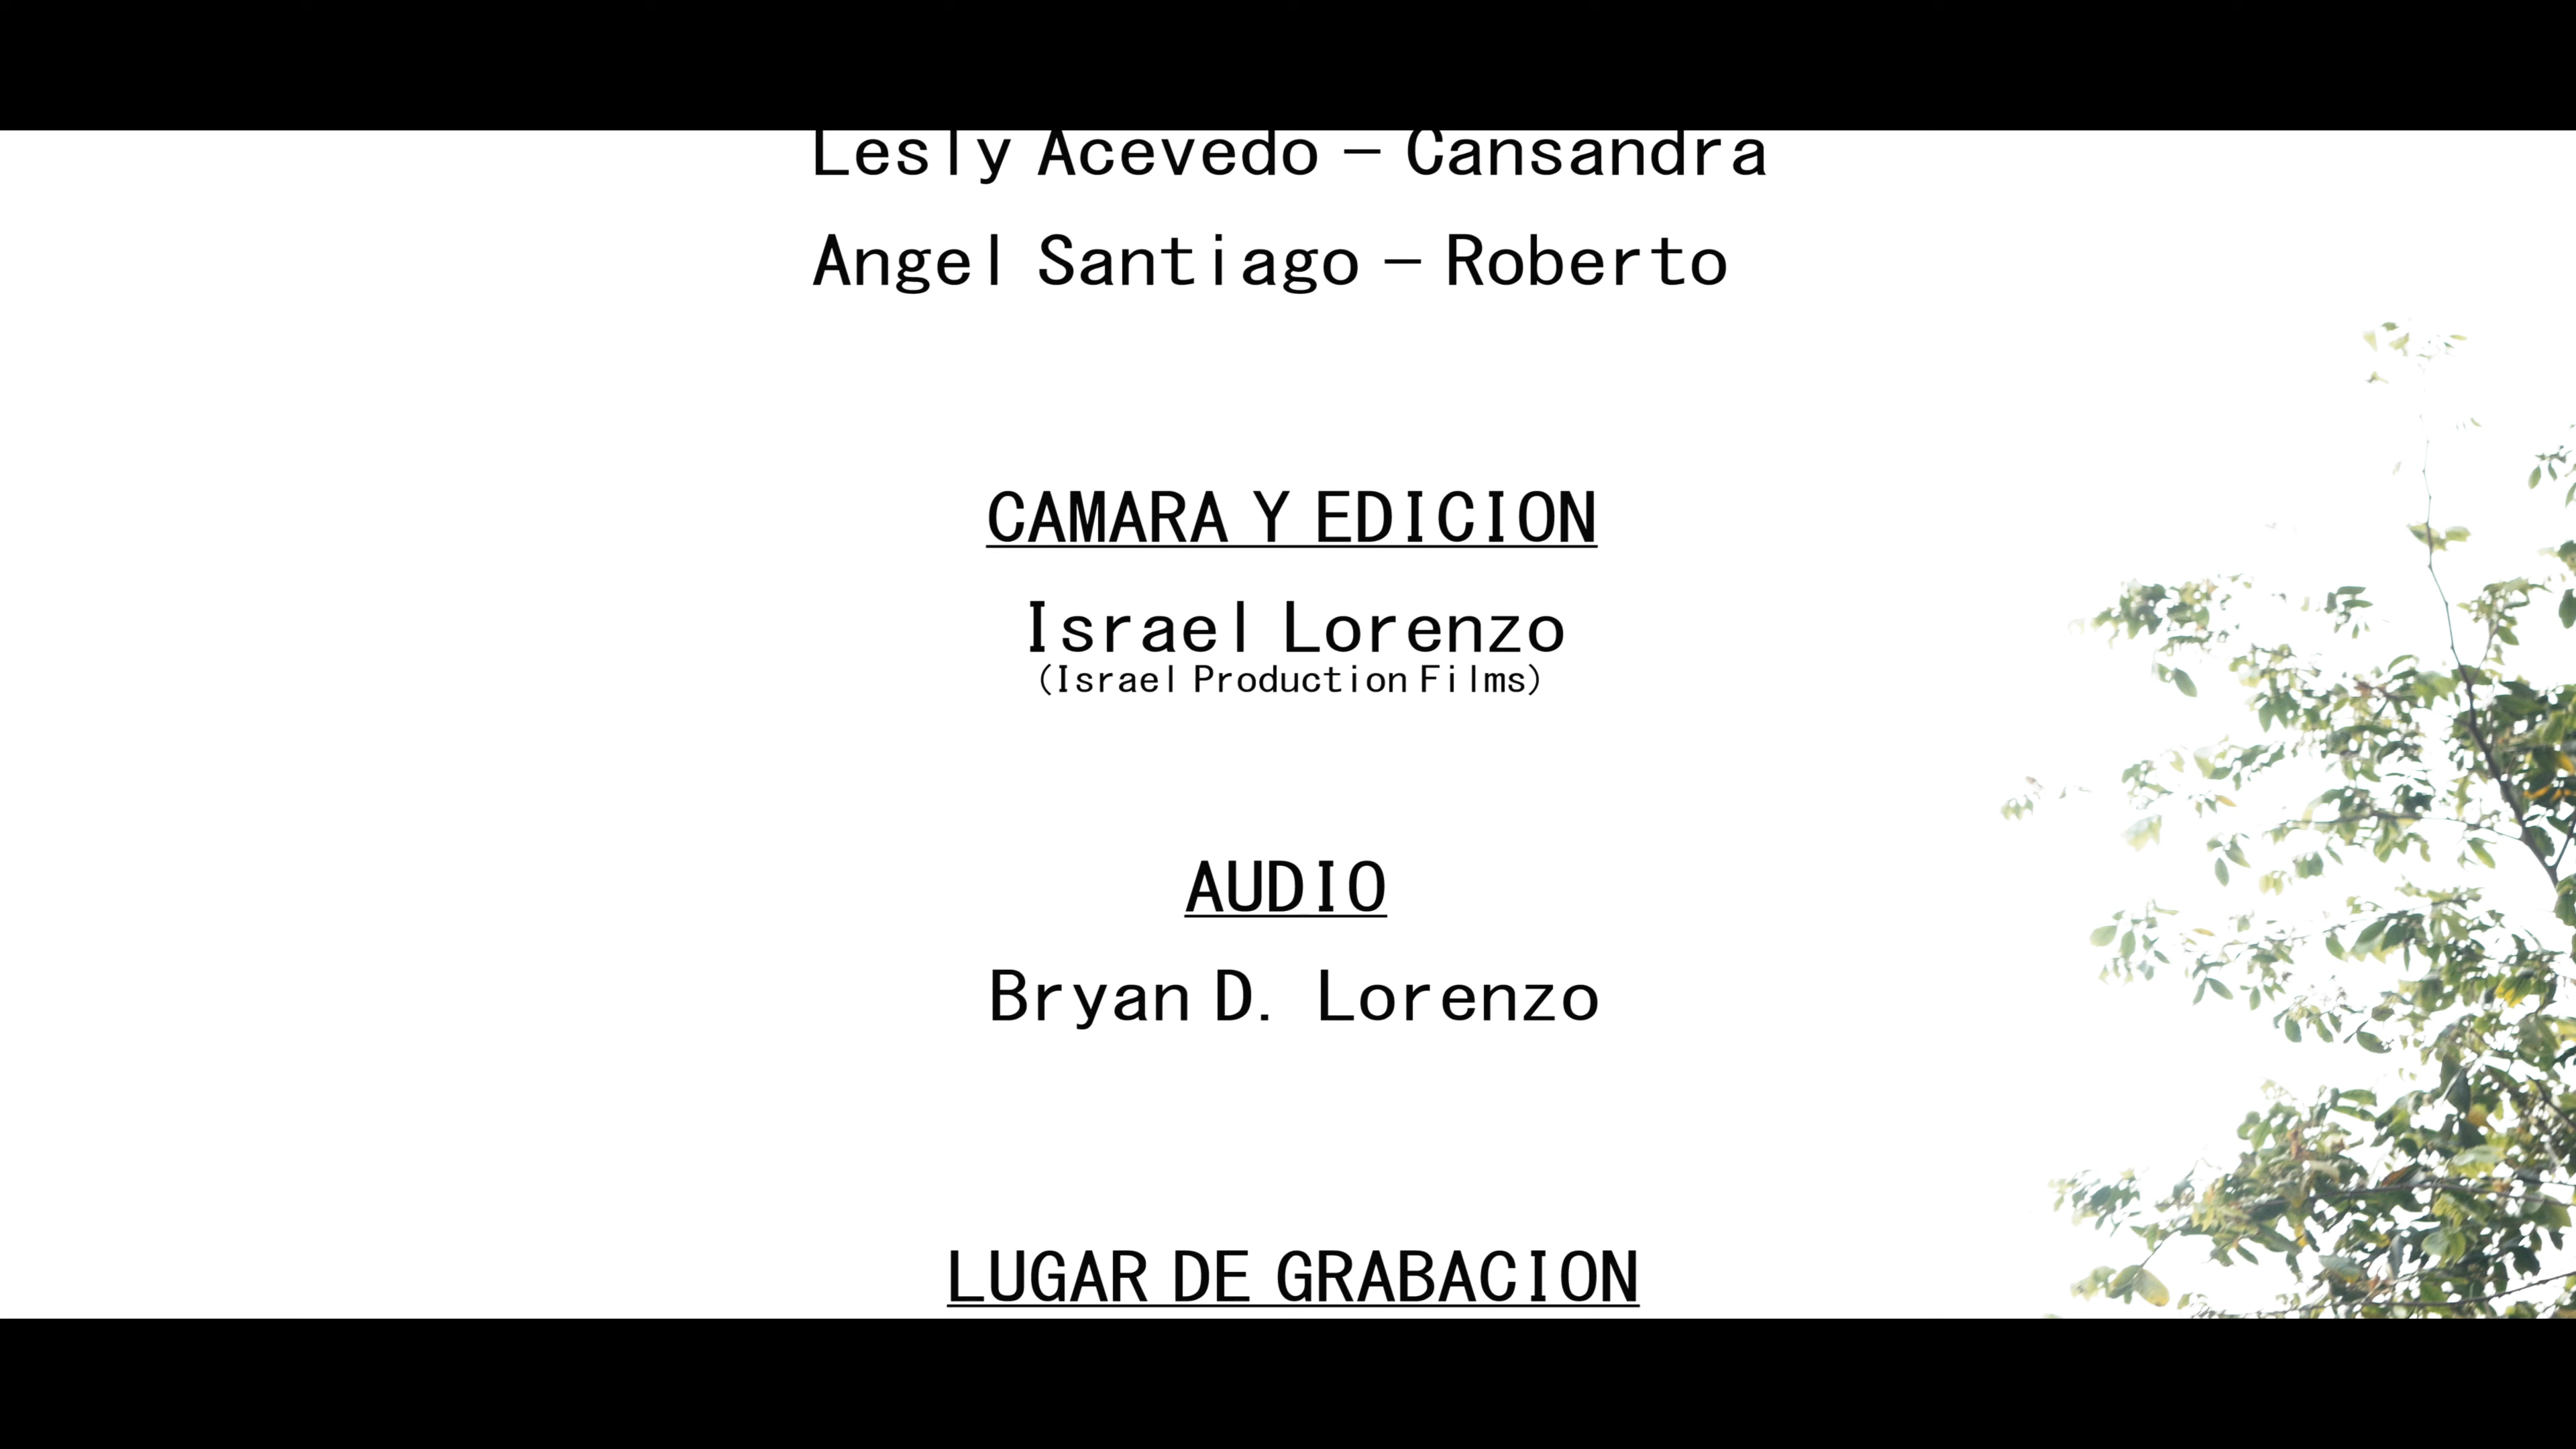 Lesly Acevedo – Cansandra
Angel Santiago – Roberto
CAMARA Y EDICION
Israel Lorenzo
(Israel Production Films)
AUDIO
Bryan D. Lorenzo
LUGAR DE GRABACION